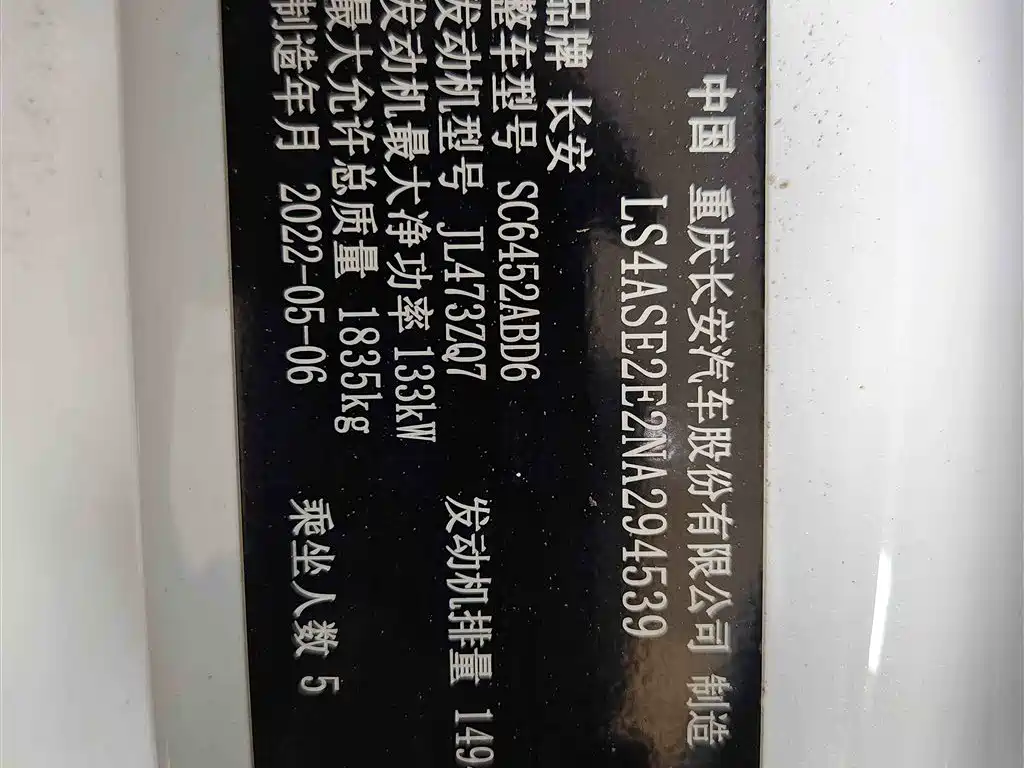 中国 重庆长安汽车股份有限公司 制造
LS4ASE2E2NA294539
品牌 长安
整车型号 SC6452ABD6
发动机型号 JL473ZQ7 发动机排量 149
发动机最大净功率 133kW
最大允许总质量 1835kg
制造年月 2022-05-06 乘坐人数 5